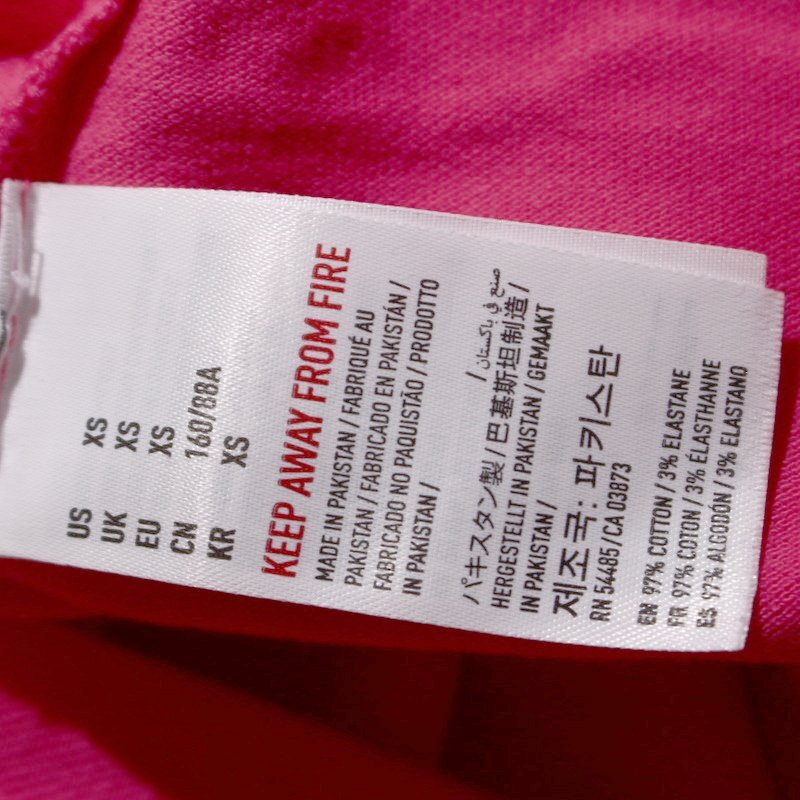 US XS
UK XS
EU XS
CN 160/88A
KR XS
KEEP AWAY FROM FIRE
MADE IN PAKISTAN / FABRIQUÉ AU
PAKISTAN / FABRICADO EN PAKISTÁN /
FABRICADO NO PAQUISTÃO / PRODOTTO
IN PAKISTAN /
صنع في باكستان /
パキスタン製 / 巴基斯坦制造 /
HERGESTELLT IN PAKISTAN / GEMAAKT
IN PAKISTAN /
제조국: 파키스탄
RN 54485 / CA 03873
EN 97% COTTON / 3% ELASTANE
FR 97% COTON / 3% ÉLASTHANNE
ES 97% ALGODÓN / 3% ELASTANO